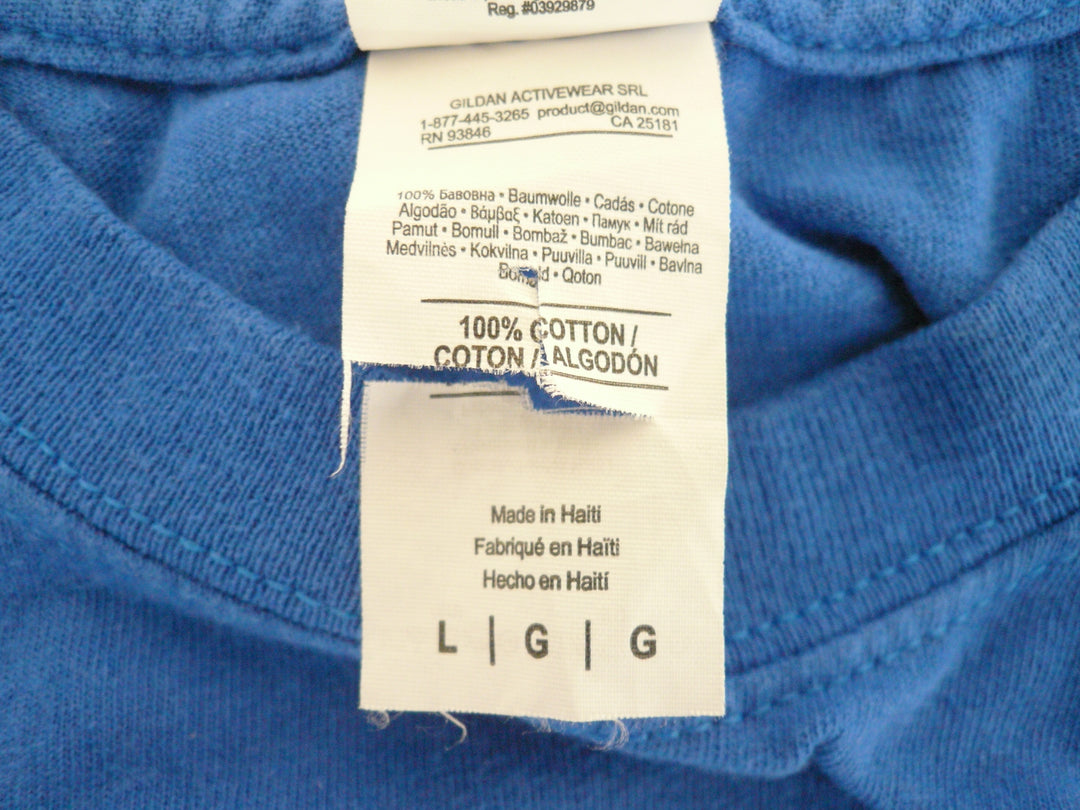 Reg. #03929879
GILDAN ACTIVEWEAR SRL
1-877-445-3265 product@gildan.com
RN 93846 CA 25181
100% Бавовна • Baumwolle • Cadás • Cotone
Algodão • Βάμβαξ • Katoen • Памук • Mít rád
Pamut • Bomull • Bombaž • Bumbac • Bawełna
Medvilnės • Kokvilna • Puuvilla • Puuvill • Bavlna
• Qoton
100% COTTON /
COTON / ALGODÓN
Made in Haiti
Fabriqué en Haïti
Hecho en Haití
L | G | G